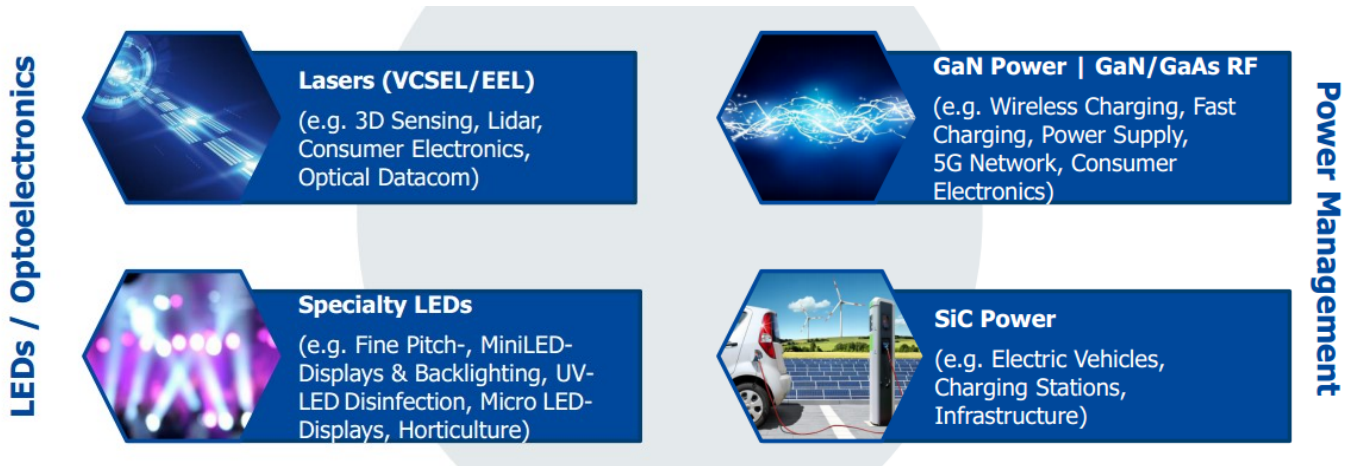 LEDs / Optoelectronics
Lasers (VCSEL/EEL)
(e.g. 3D Sensing, Lidar,
Consumer Electronics,
Optical Datacom)
Specialty LEDs
(e.g. Fine Pitch-, MiniLED-
Displays & Backlighting, UV-
LED Disinfection, Micro LED-
Displays, Horticulture)
GaN Power | GaN/GaAs RF
(e.g. Wireless Charging, Fast
Charging, Power Supply,
5G Network, Consumer
Electronics)
SiC Power
(e.g. Electric Vehicles,
Charging Stations,
Infrastructure)
Power Management